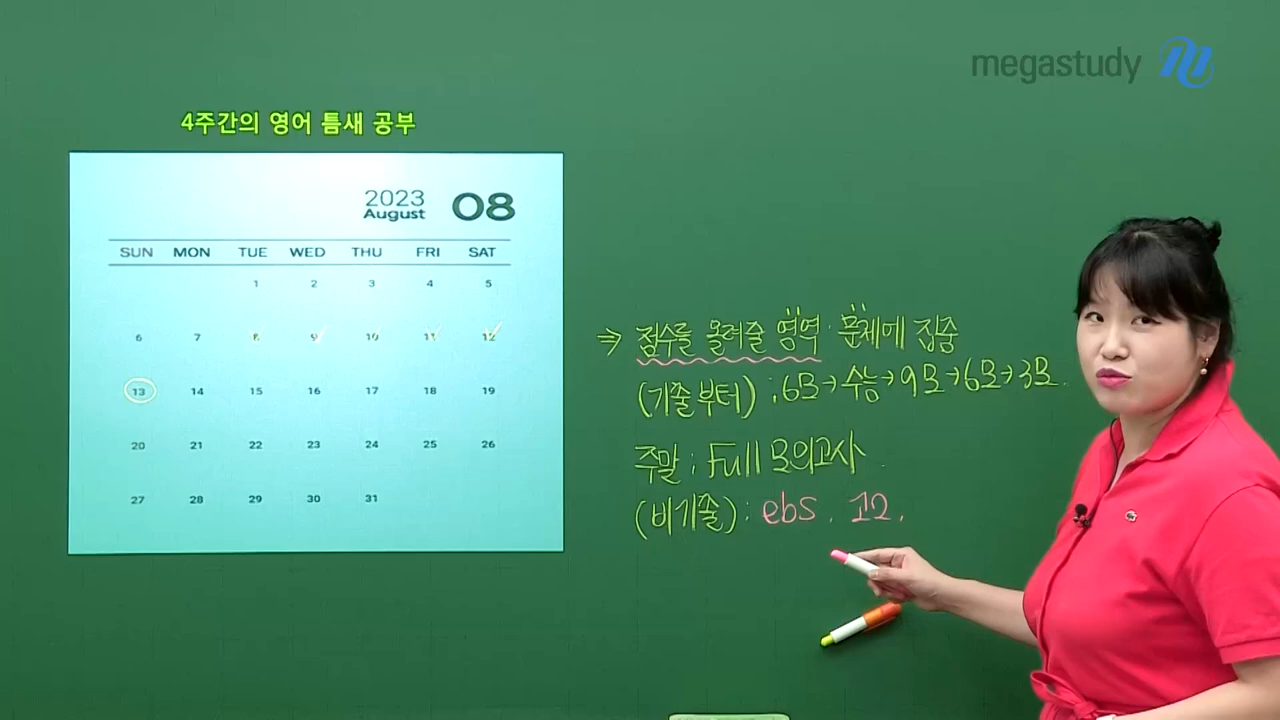 megastudy
4주간의 영어 틈새 공부
2023 08
August
SUN MON TUE WED THU FRI SAT
1 2 3 4 5
6 7 8 9 10 11 12
13 14 15 16 17 18 19
20 21 22 23 24 25 26
27 28 29 30 31
⇒ 점수를 올려줄 영역·문제에 집중
(기출부터) : 6모→수능→9모→6모→3모.
주말 : Full 모의고사.
(비기출) : ebs. 고2.